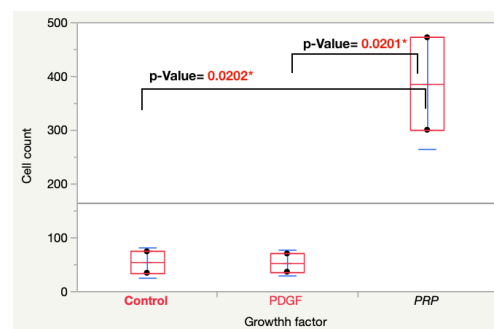 500
p-Value= 0.0201*
400
p-Value= 0.0202*
300
Cell count
200
100
0
Control PDGF PRP
Growthh factor